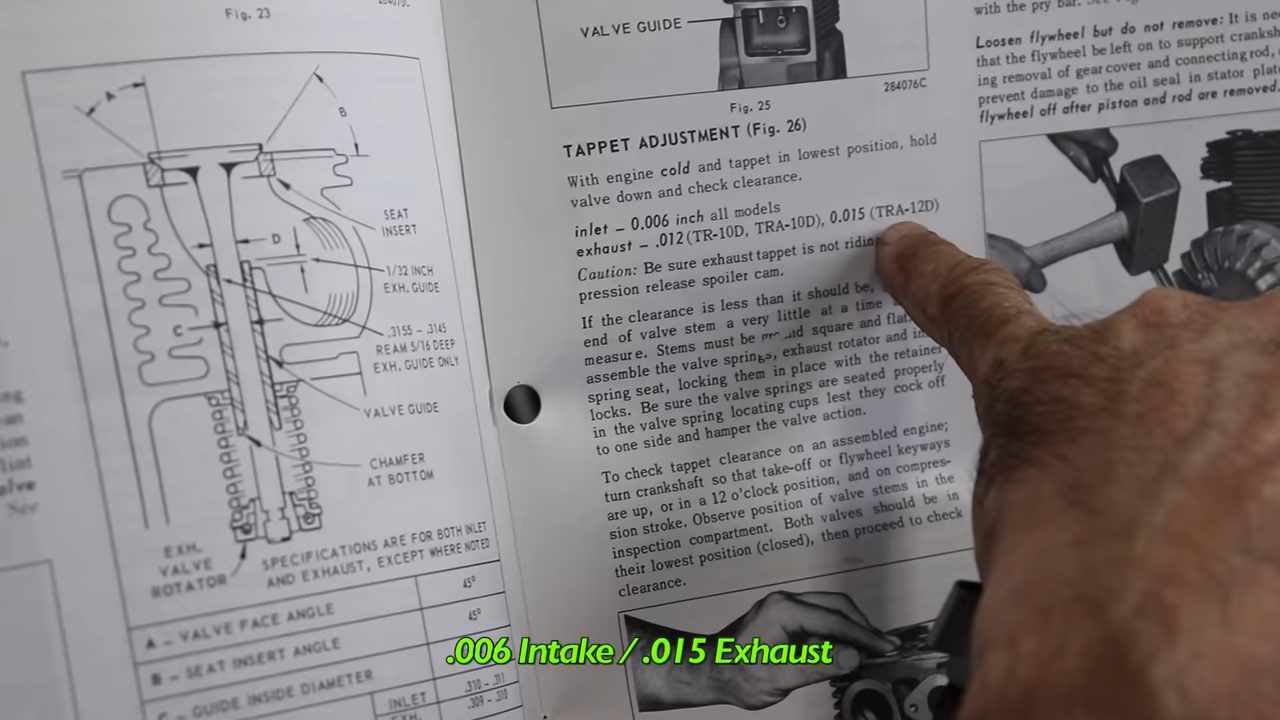 Fig. 23
A
B
SEAT
INSERT
D
1/32 INCH
EXH. GUIDE
C
.3155 - .3145
REAM 5/16 DEEP
EXH. GUIDE ONLY
VALVE GUIDE
CHAMFER
AT BOTTOM
EXH.
VALVE
ROTATOR
SPECIFICATIONS ARE FOR BOTH INLET
AND EXHAUST, EXCEPT WHERE NOTED
A – VALVE FACE ANGLE 45°
B – SEAT INSERT ANGLE 45°
C – GUIDE INSIDE DIAMETER
INLET .310 - .311
EXH. .309 - .310
VALVE GUIDE
284076C
Fig. 25
TAPPET ADJUSTMENT (Fig. 26)
With engine cold and tappet in lowest position, hold
valve down and check clearance.
inlet – 0.006 inch all models
exhaust – .012 (TR-10D, TRA-10D), 0.015 (TRA-12D)
Caution: Be sure exhaust tappet is not riding
pression release spoiler cam.
If the clearance is less than it should be,
end of valve stem a very little at a time
measure. Stems must be square and flat
assemble the valve springs, exhaust rotator and
spring seat, locking them in place with the retainer
locks. Be sure the valve springs are seated properly
in the valve spring locating cups lest they cock off
to one side and hamper the valve action.
To check tappet clearance on an assembled engine;
turn crankshaft so that take-off or flywheel keyways
are up, or in a 12 o'clock position, and on compres-
sion stroke. Observe position of valve stems in the
inspection compartment. Both valves should be in
their lowest position (closed), then proceed to check
clearance.
with the pry bar.
Loosen flywheel but do not remove: It is
that the flywheel be left on to support
ing removal of gear cover and connecting rod,
prevent damage to the oil seal in stator
flywheel off after piston and rod are removed.
.006 Intake / .015 Exhaust